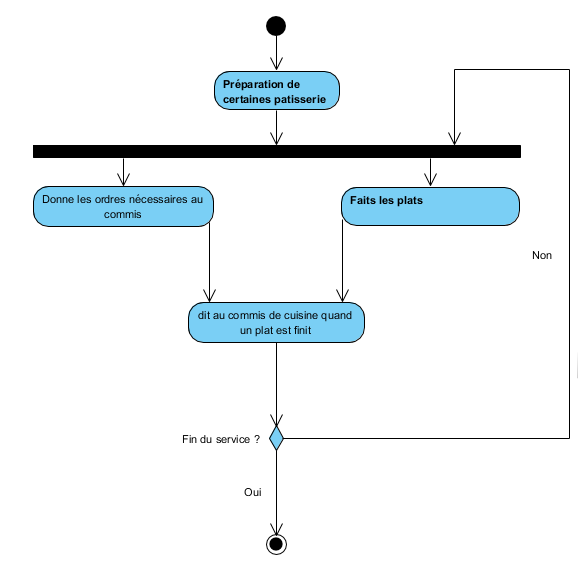 Préparation de
certaines patisserie
Donne les ordres nécessaires au
commis
Faits les plats
Non
dit au commis de cuisine quand
un plat est finit
Fin du service ?
Oui